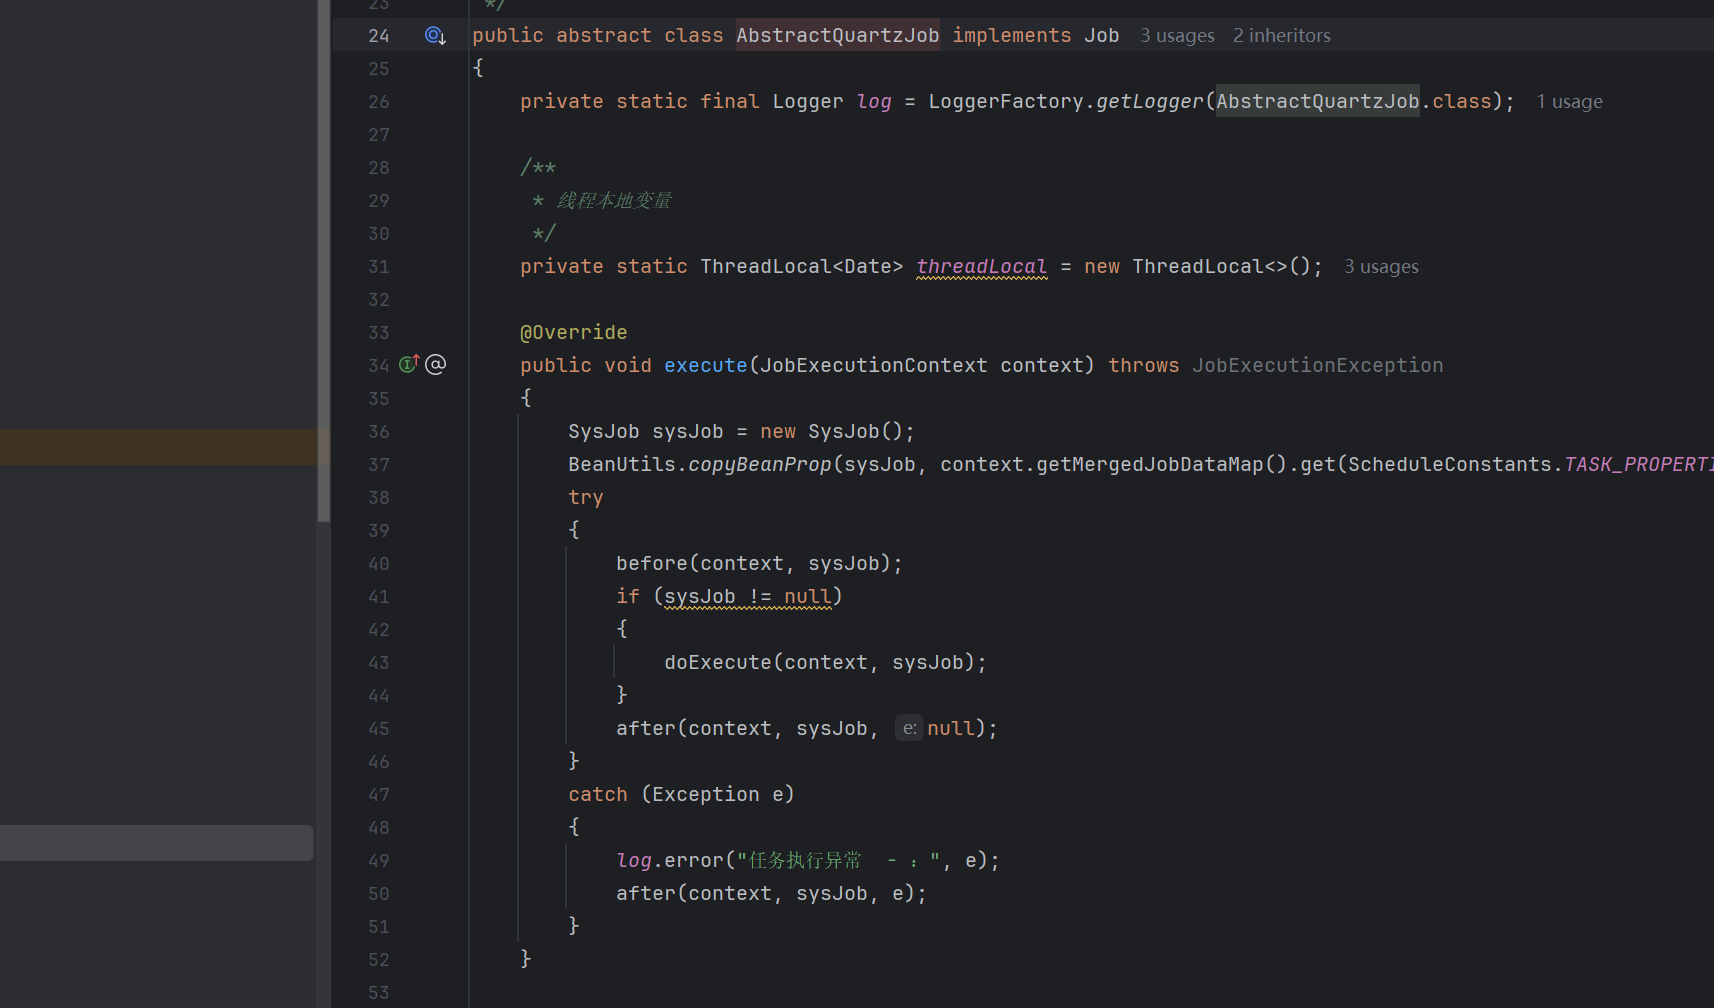 23 */
24 public abstract class AbstractQuartzJob implements Job 3 usages 2 inheritors
25 {
26 private static final Logger log = LoggerFactory.getLogger(AbstractQuartzJob.class); 1 usage
27
28 /**
29 * 线程本地变量
30 */
31 private static ThreadLocal<Date> threadLocal = new ThreadLocal<>(); 3 usages
32
33 @Override
34 public void execute(JobExecutionContext context) throws JobExecutionException
35 {
36 SysJob sysJob = new SysJob();
37 BeanUtils.copyBeanProp(sysJob, context.getMergedJobDataMap().get(ScheduleConstants.TASK_PROPERTI
38 try
39 {
40 before(context, sysJob);
41 if (sysJob != null)
42 {
43 doExecute(context, sysJob);
44 }
45 after(context, sysJob, e: null);
46 }
47 catch (Exception e)
48 {
49 log.error("任务执行异常  - ：", e);
50 after(context, sysJob, e);
51 }
52 }
53